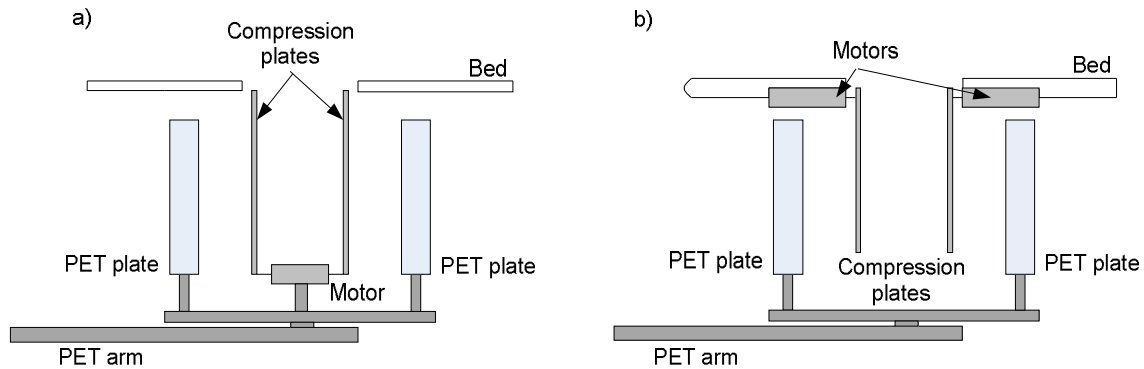 a)
Compression
plates
Bed
PET plate
PET plate
Motor
PET arm
b)
Motors
Bed
PET plate
Compression
plates
PET plate
PET arm